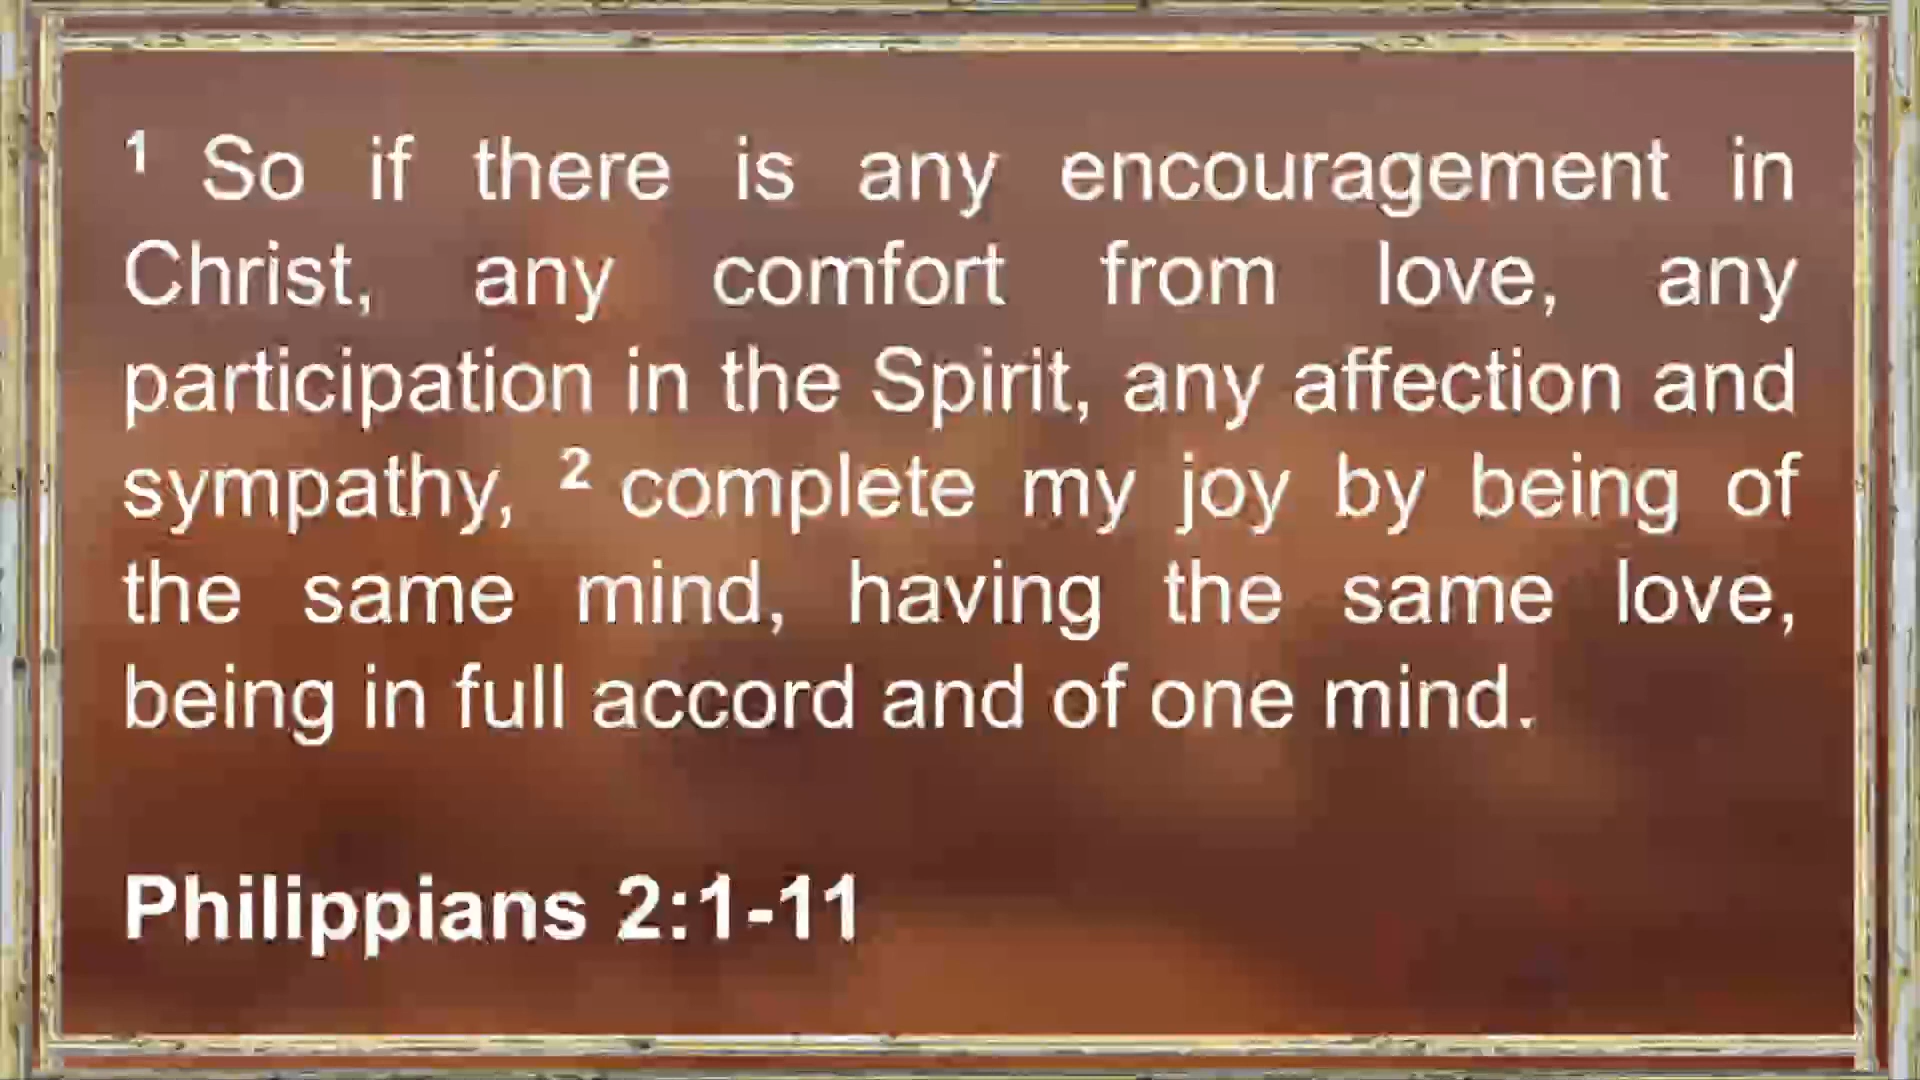 ¹ So if there is any encouragement in
Christ, any comfort from love, any
participation in the Spirit, any affection and
sympathy, ² complete my joy by being of
the same mind, having the same love,
being in full accord and of one mind.
Philippians 2:1-11